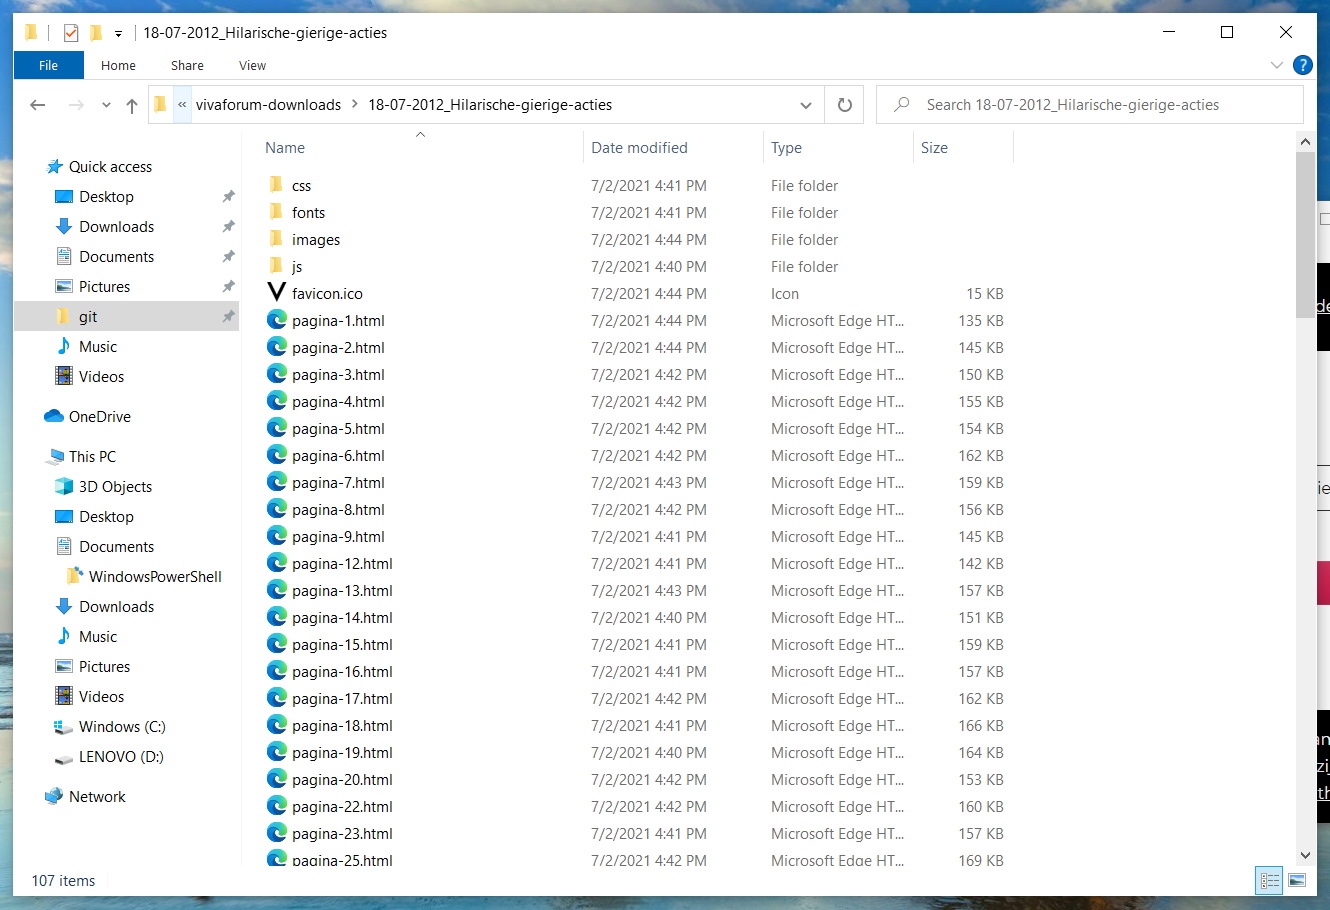 18-07-2012_Hilarische-gierige-acties
File Home Share View
« vivaforum-downloads > 18-07-2012_Hilarische-gierige-acties
Search 18-07-2012_Hilarische-gierige-acties
Quick access
Desktop
Downloads
Documents
Pictures
git
Music
Videos
OneDrive
This PC
3D Objects
Desktop
Documents
WindowsPowerShell
Downloads
Music
Pictures
Videos
Windows (C:)
LENOVO (D:)
Network
Name Date modified Type Size
css 7/2/2021 4:41 PM File folder
fonts 7/2/2021 4:41 PM File folder
images 7/2/2021 4:44 PM File folder
js 7/2/2021 4:40 PM File folder
favicon.ico 7/2/2021 4:44 PM Icon 15 KB
pagina-1.html 7/2/2021 4:44 PM Microsoft Edge HT... 135 KB
pagina-2.html 7/2/2021 4:44 PM Microsoft Edge HT... 145 KB
pagina-3.html 7/2/2021 4:42 PM Microsoft Edge HT... 150 KB
pagina-4.html 7/2/2021 4:42 PM Microsoft Edge HT... 155 KB
pagina-5.html 7/2/2021 4:42 PM Microsoft Edge HT... 154 KB
pagina-6.html 7/2/2021 4:42 PM Microsoft Edge HT... 162 KB
pagina-7.html 7/2/2021 4:43 PM Microsoft Edge HT... 159 KB
pagina-8.html 7/2/2021 4:42 PM Microsoft Edge HT... 156 KB
pagina-9.html 7/2/2021 4:41 PM Microsoft Edge HT... 145 KB
pagina-12.html 7/2/2021 4:41 PM Microsoft Edge HT... 142 KB
pagina-13.html 7/2/2021 4:43 PM Microsoft Edge HT... 157 KB
pagina-14.html 7/2/2021 4:40 PM Microsoft Edge HT... 151 KB
pagina-15.html 7/2/2021 4:41 PM Microsoft Edge HT... 159 KB
pagina-16.html 7/2/2021 4:41 PM Microsoft Edge HT... 157 KB
pagina-17.html 7/2/2021 4:42 PM Microsoft Edge HT... 162 KB
pagina-18.html 7/2/2021 4:41 PM Microsoft Edge HT... 166 KB
pagina-19.html 7/2/2021 4:40 PM Microsoft Edge HT... 164 KB
pagina-20.html 7/2/2021 4:42 PM Microsoft Edge HT... 153 KB
pagina-22.html 7/2/2021 4:42 PM Microsoft Edge HT... 160 KB
pagina-23.html 7/2/2021 4:41 PM Microsoft Edge HT... 157 KB
pagina-25.html 7/2/2021 4:42 PM Microsoft Edge HT... 169 KB
107 items